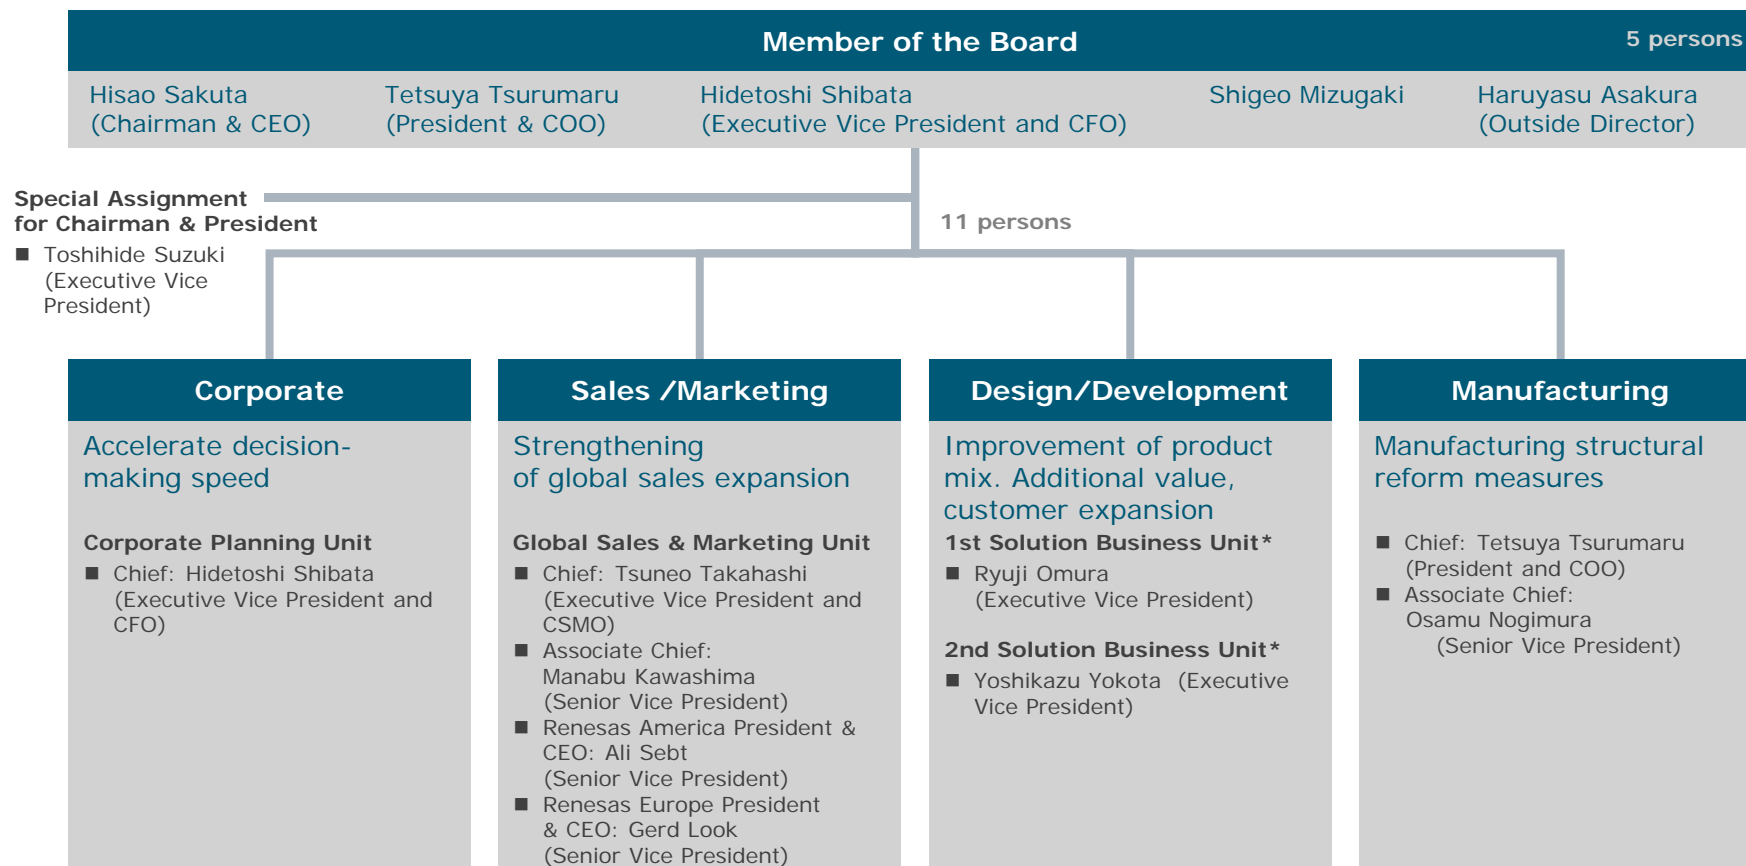 Member of the Board
5 persons
Hisao Sakuta
(Chairman & CEO)
Tetsuya Tsurumaru
(President & COO)
Hidetoshi Shibata
(Executive Vice President and CFO)
Shigeo Mizugaki
Haruyasu Asakura
(Outside Director)
Special Assignment
for Chairman & President
■ Toshihide Suzuki
(Executive Vice
President)
11 persons
Corporate
Accelerate decision-
making speed
Corporate Planning Unit
■ Chief: Hidetoshi Shibata
(Executive Vice President and
CFO)
Sales /Marketing
Strengthening
of global sales expansion
Global Sales & Marketing Unit
■ Chief: Tsuneo Takahashi
(Executive Vice President and
CSMO)
■ Associate Chief:
Manabu Kawashima
(Senior Vice President)
■ Renesas America President &
CEO: Ali Sebt
(Senior Vice President)
■ Renesas Europe President
& CEO: Gerd Look
(Senior Vice President)
Design/Development
Improvement of product
mix. Additional value,
customer expansion
1st Solution Business Unit*
■ Ryuji Omura
(Executive Vice President)
2nd Solution Business Unit*
■ Yoshikazu Yokota (Executive
Vice President)
Manufacturing
Manufacturing structural
reform measures
■ Chief: Tetsuya Tsurumaru
(President and COO)
■ Associate Chief:
Osamu Nogimura
(Senior Vice President)